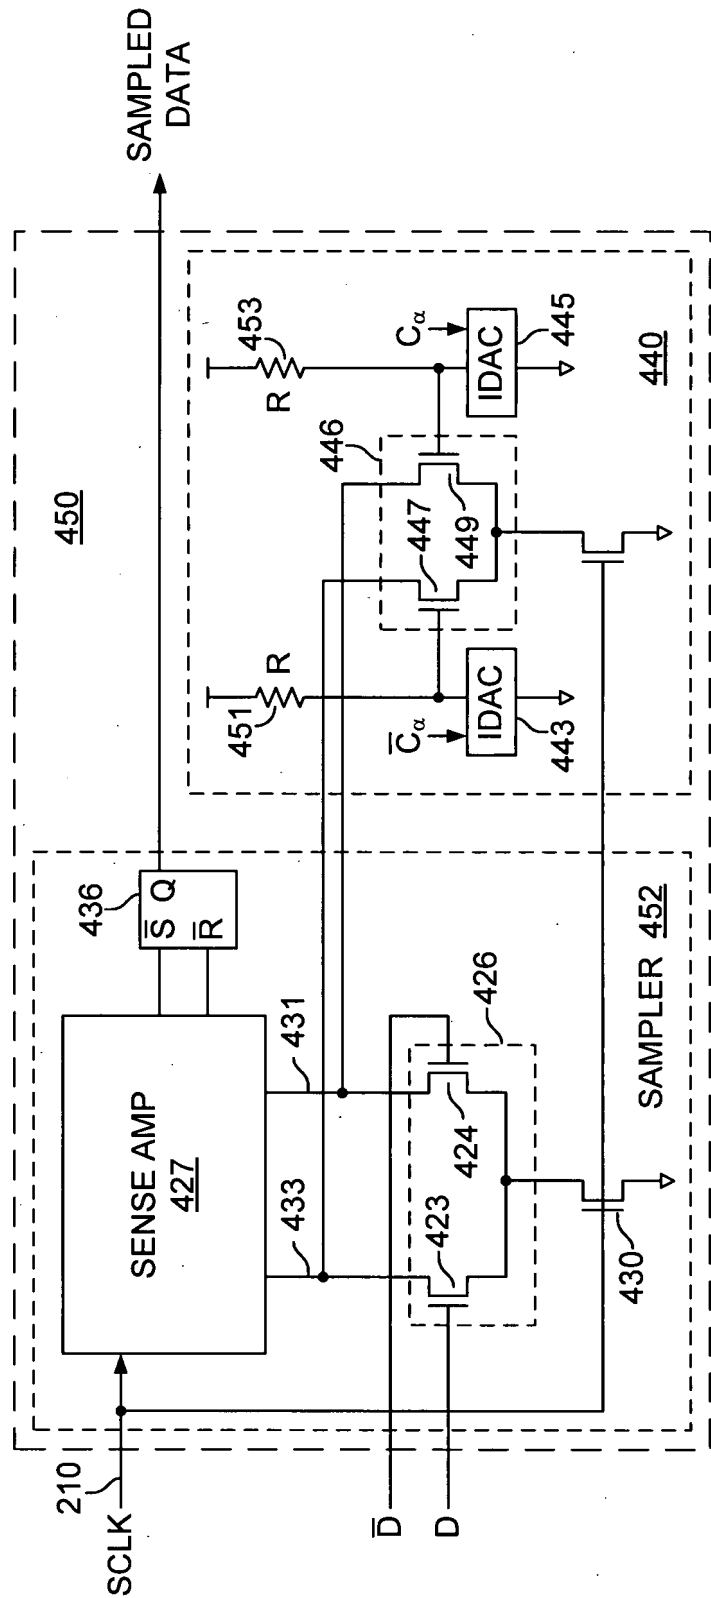 SCLK
210
D̅
D
SENSE AMP
427
436
S̅ Q
R̅
433
431
423
424
426
430
SAMPLER 452
450
451
R
C̅α
IDAC
443
447
449
446
R
453
Cα
IDAC
445
440
SAMPLED
DATA